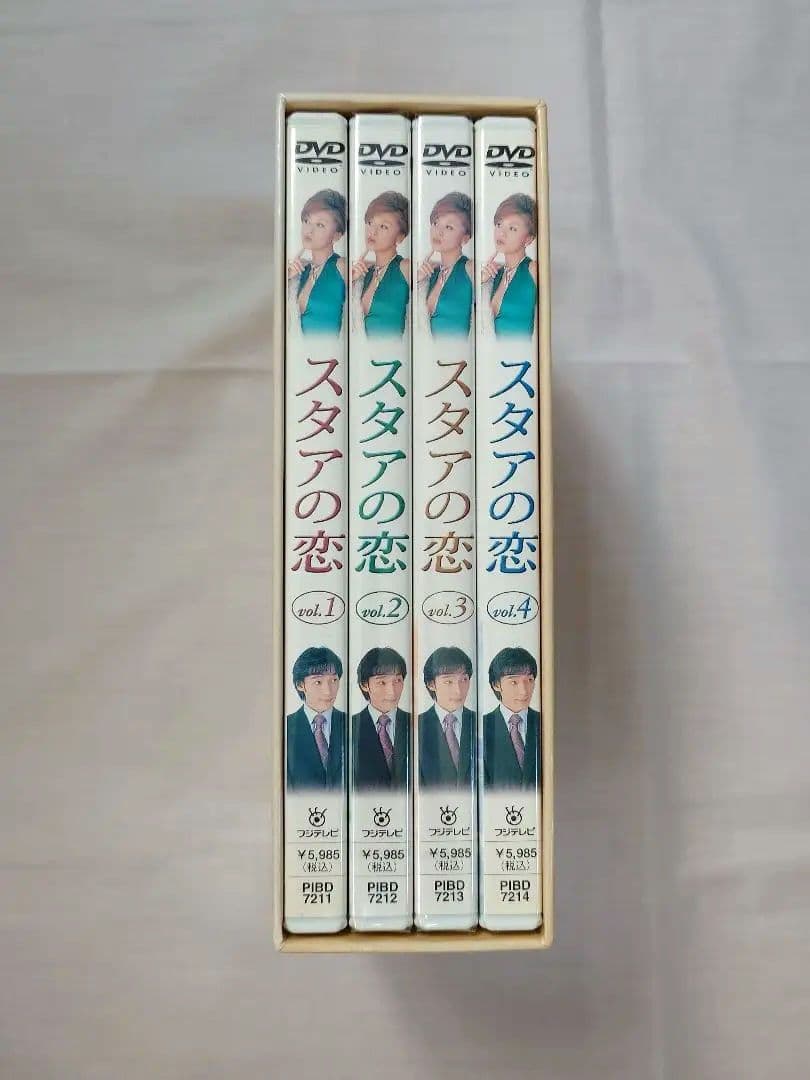 DVD
VIDEO
スタアの恋
vol.1
フジテレビ
¥5,985
(税込)
PIBD
7211
DVD
VIDEO
スタアの恋
vol.2
フジテレビ
¥5,985
(税込)
PIBD
7212
DVD
VIDEO
スタアの恋
vol.3
フジテレビ
¥5,985
(税込)
PIBD
7213
DVD
VIDEO
スタアの恋
vol.4
フジテレビ
¥5,985
(税込)
PIBD
7214